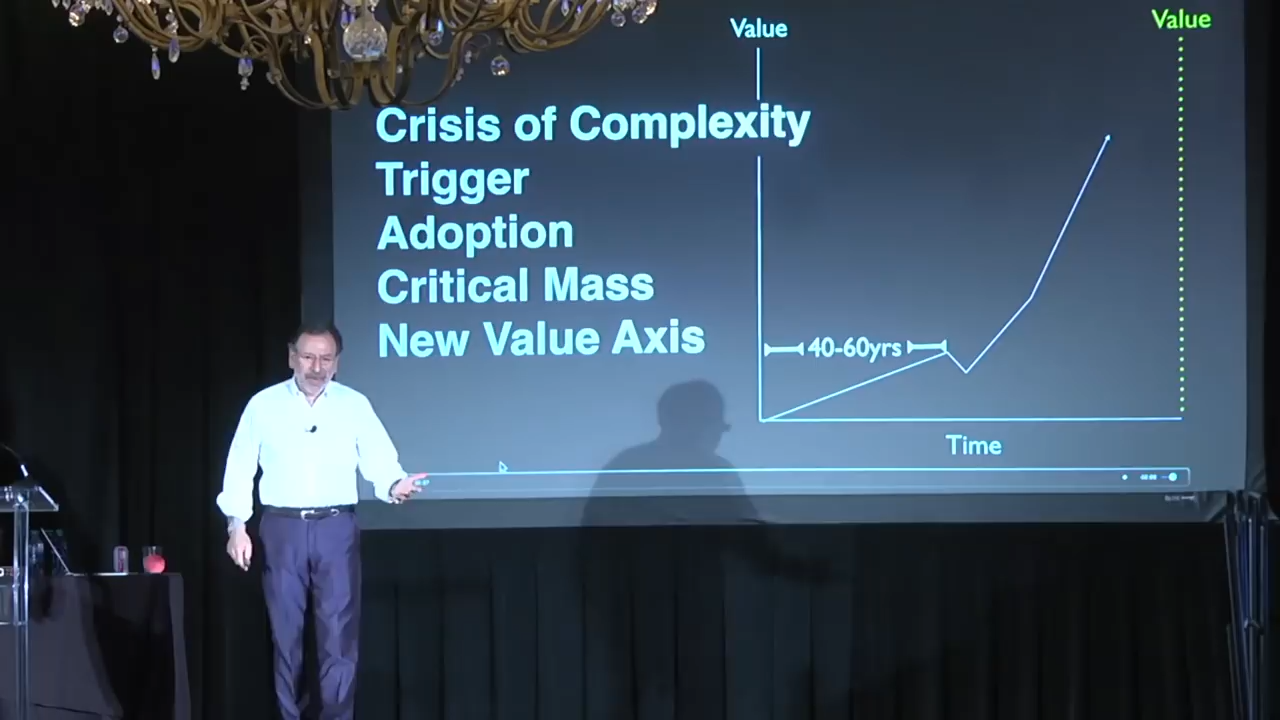 Value
Value
Crisis of Complexity
Trigger
Adoption
Critical Mass
New Value Axis
40-60yrs
Time